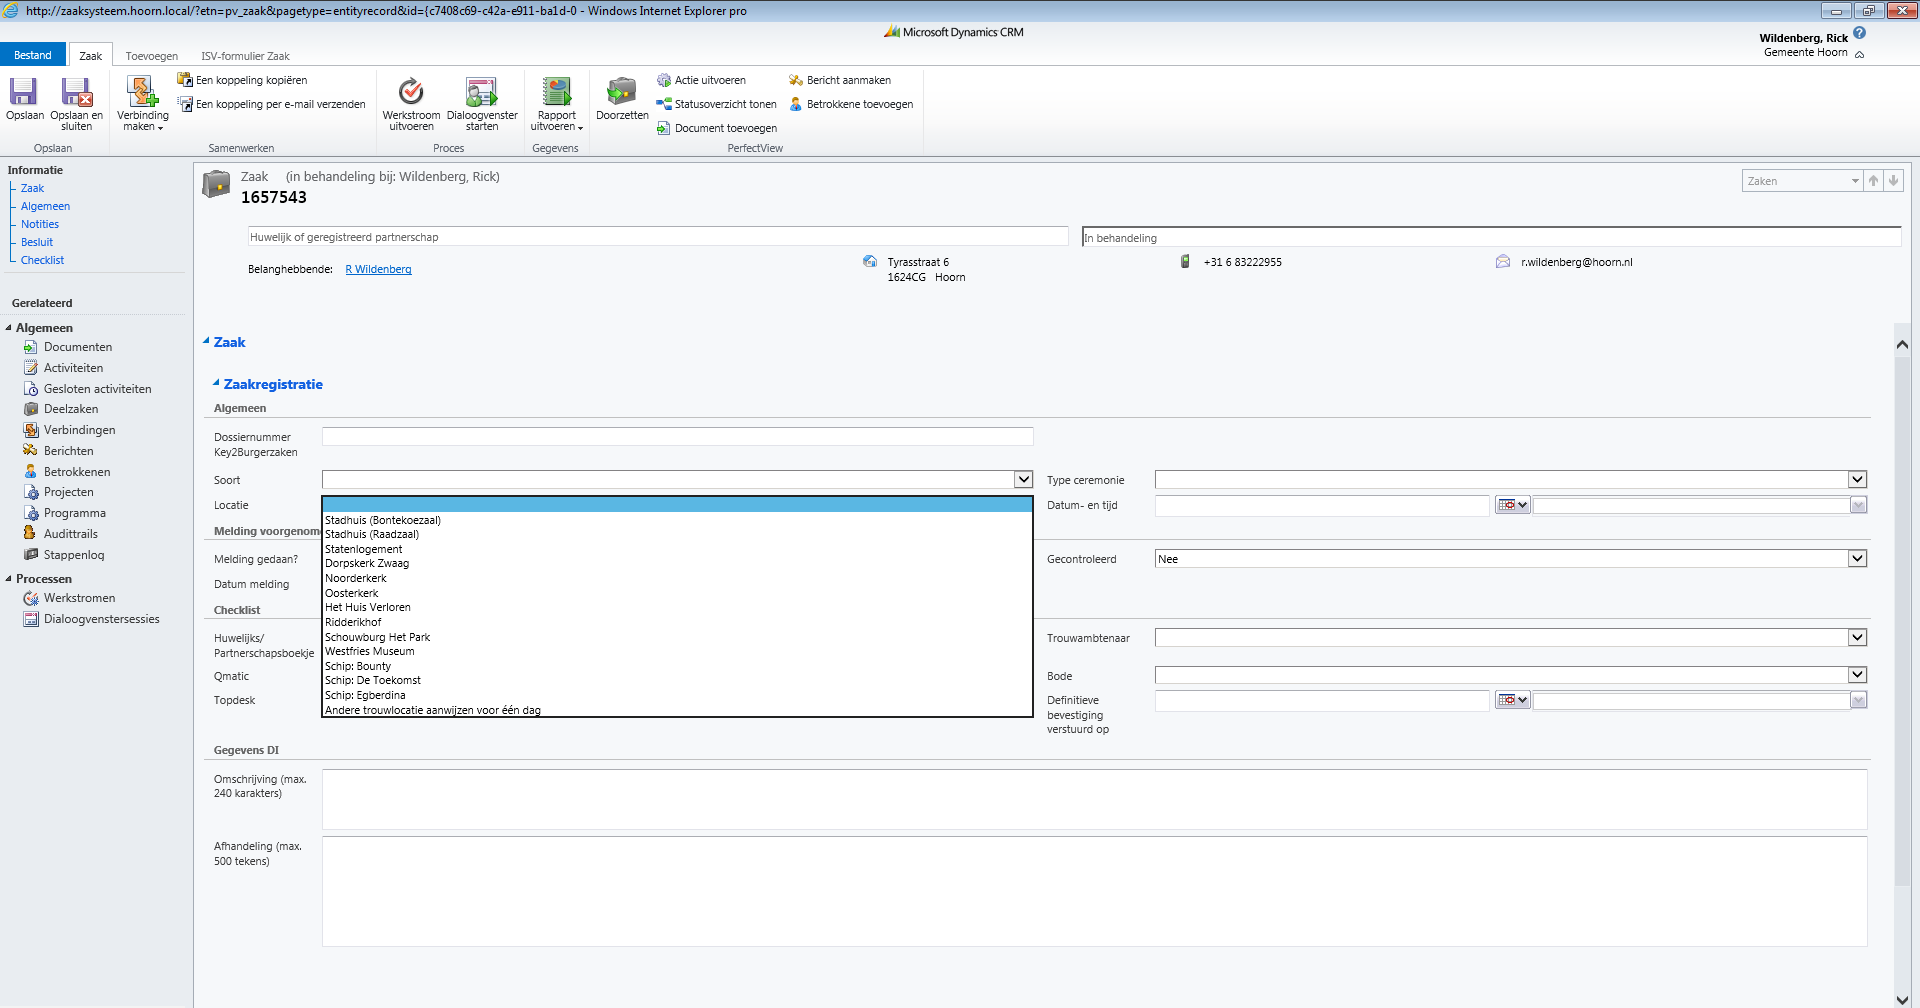 http://zaaksysteem.hoorn.local/?etn=pv_zaak&pagetype=entityrecord&id={c7408c69-c42a-e911-ba1d-0 - Windows Internet Explorer pro
Microsoft Dynamics CRM
Wildenberg, Rick
Gemeente Hoorn
Bestand
Zaak
Toevoegen
ISV-formulier Zaak
Opslaan
Opslaan en sluiten
Verbinding maken
Een koppeling kopiëren
Een koppeling per e-mail verzenden
Werkstroom uitvoeren
Dialoogvenster starten
Rapport uitvoeren
Doorzetten
Actie uitvoeren
Statusoverzicht tonen
Document toevoegen
Bericht aanmaken
Betrokkene toevoegen
Opslaan
Samenwerken
Proces
Gegevens
PerfectView
Informatie
Zaak
Algemeen
Notities
Besluit
Checklist
Gerelateerd
Algemeen
Documenten
Activiteiten
Gesloten activiteiten
Deelzaken
Verbindingen
Berichten
Betrokkenen
Projecten
Programma
Audittrails
Stappenlog
Processen
Werkstromen
Dialoogvenstersessies
Zaak (in behandeling bij: Wildenberg, Rick)
1657543
Zaken
Huwelijk of geregistreerd partnerschap
In behandeling
Belanghebbende: R Wildenberg
Tyrasstraat 6
1624CG Hoorn
+31 6 83222955
r.wildenberg@hoorn.nl
Zaak
Zaakregistratie
Algemeen
Dossiernummer
Key2Burgerzaken
Soort
Type ceremonie
Locatie
Datum- en tijd
Stadhuis (Bontekoezaal)
Stadhuis (Raadzaal)
Statenlogement
Dorpskerk Zwaag
Noorderkerk
Oosterkerk
Het Huis Verloren
Ridderikhof
Schouwburg Het Park
Westfries Museum
Schip: Bounty
Schip: De Toekomst
Schip: Egberdina
Andere trouwlocatie aanwijzen voor één dag
Melding voorgenom
Melding gedaan?
Gecontroleerd
Nee
Datum melding
Checklist
Huwelijks/
Partnerschapsboekje
Trouwambtenaar
Qmatic
Bode
Topdesk
Definitieve
bevestiging
verstuurd op
Gegevens DI
Omschrijving (max.
240 karakters)
Afhandeling (max.
500 tekens)